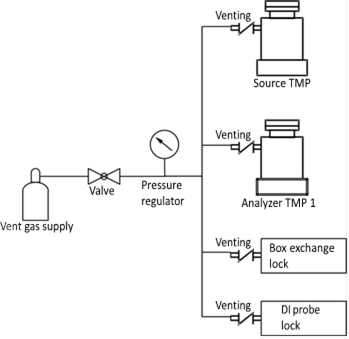 Venting
Source TMP
Venting
Analyzer TMP 1
Valve
Pressure
regulator
Vent gas supply
Venting
Box exchange
lock
Venting
DI probe
lock